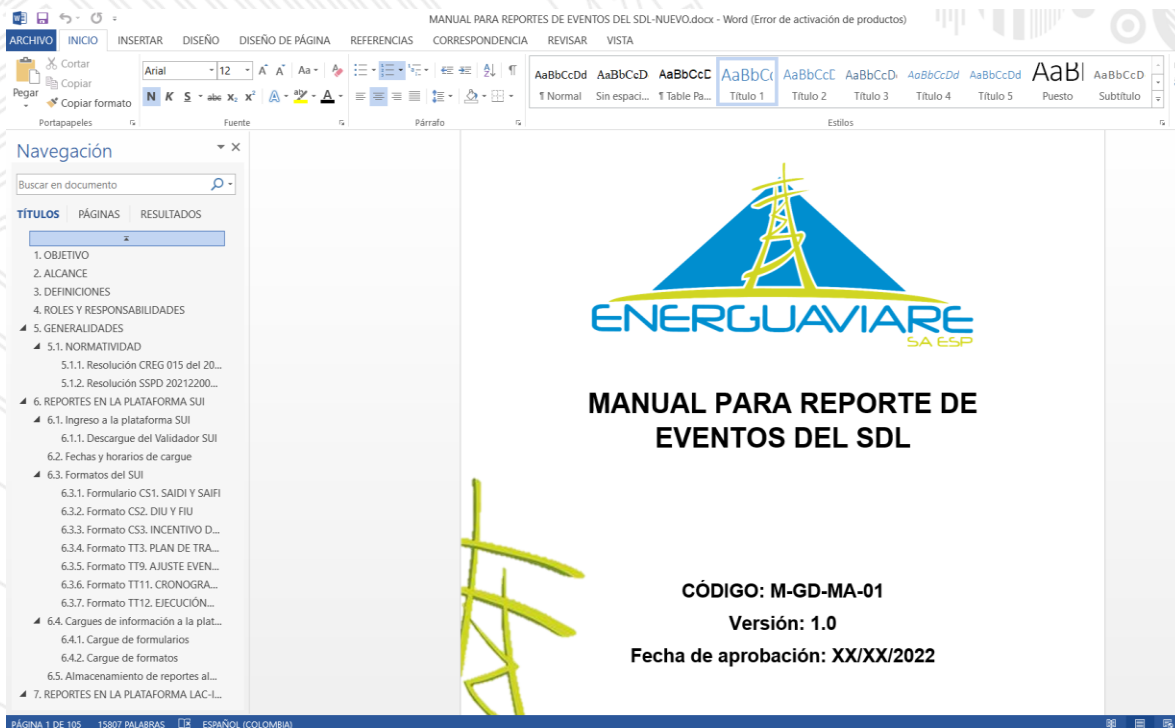 MANUAL PARA REPORTES DE EVENTOS DEL SDL-NUEVO.docx - Word (Error de activación de productos)
ARCHIVO INICIO INSERTAR DISEÑO DISEÑO DE PÁGINA REFERENCIAS CORRESPONDENCIA REVISAR VISTA
Cortar
Copiar
Pegar
Copiar formato
Arial 12
N K S abc X₂ X²
AaBbCcDd AaBbCcD AaBbCcC AaBbC( AaBbCcE AaBbCcD( AaBbCcDd AaBbCcDd AaB AaBbCcD
¶ Normal Sin espaci... ¶ Table Pa... Título 1 Título 2 Título 3 Título 4 Título 5 Puesto Subtítulo
Portapapeles Fuente Párrafo Estilos
Navegación
Buscar en documento
TÍTULOS PÁGINAS RESULTADOS
1. OBJETIVO
2. ALCANCE
3. DEFINICIONES
4. ROLES Y RESPONSABILIDADES
5. GENERALIDADES
5.1. NORMATIVIDAD
5.1.1. Resolución CREG 015 del 20...
5.1.2. Resolución SSPD 20212200...
6. REPORTES EN LA PLATAFORMA SUI
6.1. Ingreso a la plataforma SUI
6.1.1. Descargue del Validador SUI
6.2. Fechas y horarios de cargue
6.3. Formatos del SUI
6.3.1. Formulario CS1. SAIDI Y SAIFI
6.3.2. Formato CS2. DIU Y FIU
6.3.3. Formato CS3. INCENTIVO D...
6.3.4. Formato TT3. PLAN DE TRA...
6.3.5. Formato TT9. AJUSTE EVEN...
6.3.6. Formato TT11. CRONOGRA...
6.3.7. Formato TT12. EJECUCIÓN...
6.4. Cargues de información a la plat...
6.4.1. Cargue de formularios
6.4.2. Cargue de formatos
6.5. Almacenamiento de reportes al...
7. REPORTES EN LA PLATAFORMA LAC-I...
ENERGUAVIARE
SA ESP
MANUAL PARA REPORTE DE
EVENTOS DEL SDL
CÓDIGO: M-GD-MA-01
Versión: 1.0
Fecha de aprobación: XX/XX/2022
PÁGINA 1 DE 105 15807 PALABRAS ESPAÑOL (COLOMBIA)